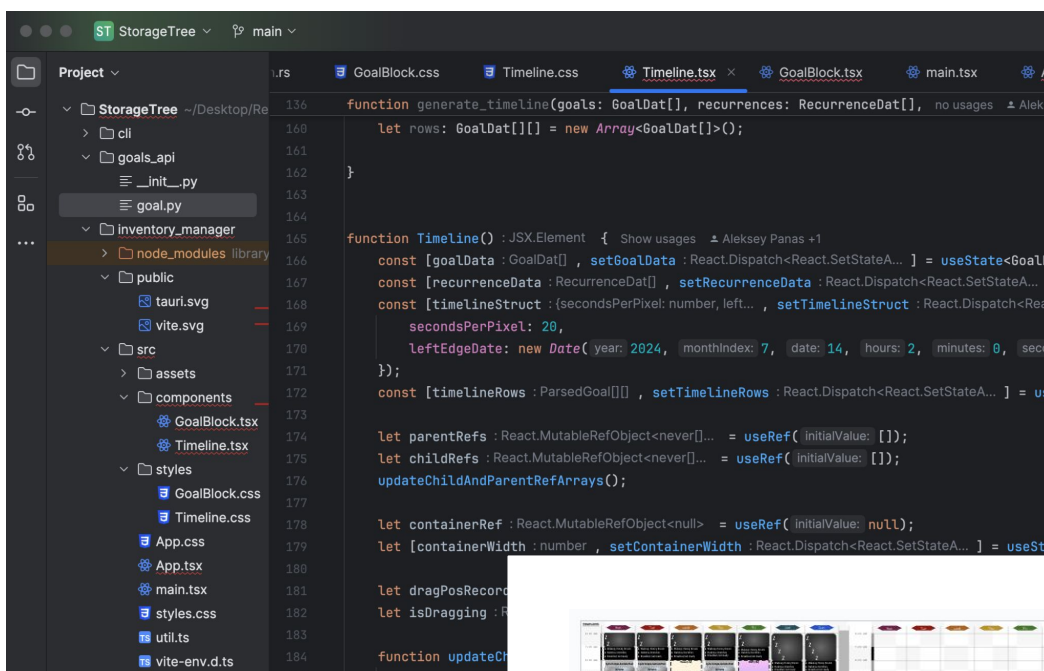 ST StorageTree main
Project
.rs GoalBlock.css Timeline.css Timeline.tsx GoalBlock.tsx main.tsx
StorageTree ~/Desktop/Re
cli
goals_api
__init__.py
goal.py
inventory_manager
node_modules library
public
tauri.svg
vite.svg
src
assets
components
GoalBlock.tsx
Timeline.tsx
styles
GoalBlock.css
Timeline.css
App.css
App.tsx
main.tsx
styles.css
TS util.ts
TS vite-env.d.ts
136 function generate_timeline(goals: GoalDat[], recurrences: RecurrenceDat[], no usages Alek
160 let rows: GoalDat[][] = new Array<GoalDat[]>();
161
162 }
163
164
165 function Timeline() : JSX.Element { Show usages Aleksey Panas +1
166 const [goalData : GoalDat[] , setGoalData : React.Dispatch<React.SetStateA... ] = useState<Goal
167 const [recurrenceData : RecurrenceDat[] , setRecurrenceData : React.Dispatch<React.SetStateA...
168 const [timelineStruct : {secondsPerPixel: number, left... , setTimelineStruct : React.Dispatch<Rea
169 secondsPerPixel: 20,
170 leftEdgeDate: new Date( year: 2024, monthIndex: 7, date: 14, hours: 2, minutes: 0, sec
171 });
172 const [timelineRows : ParsedGoal[][] , setTimelineRows : React.Dispatch<React.SetStateA... ] = us
173
174 let parentRefs : React.MutableRefObject<never[]... = useRef( initialValue: []);
175 let childRefs : React.MutableRefObject<never[]... = useRef( initialValue: []);
176 updateChildAndParentRefArrays();
177
178 let containerRef : React.MutableRefObject<null> = useRef( initialValue: null);
179 let [containerWidth : number , setContainerWidth : React.Dispatch<React.SetStateA... ] = useSt
180
181 let dragPosRecord
182 let isDragging : R
183
184 function updateCh